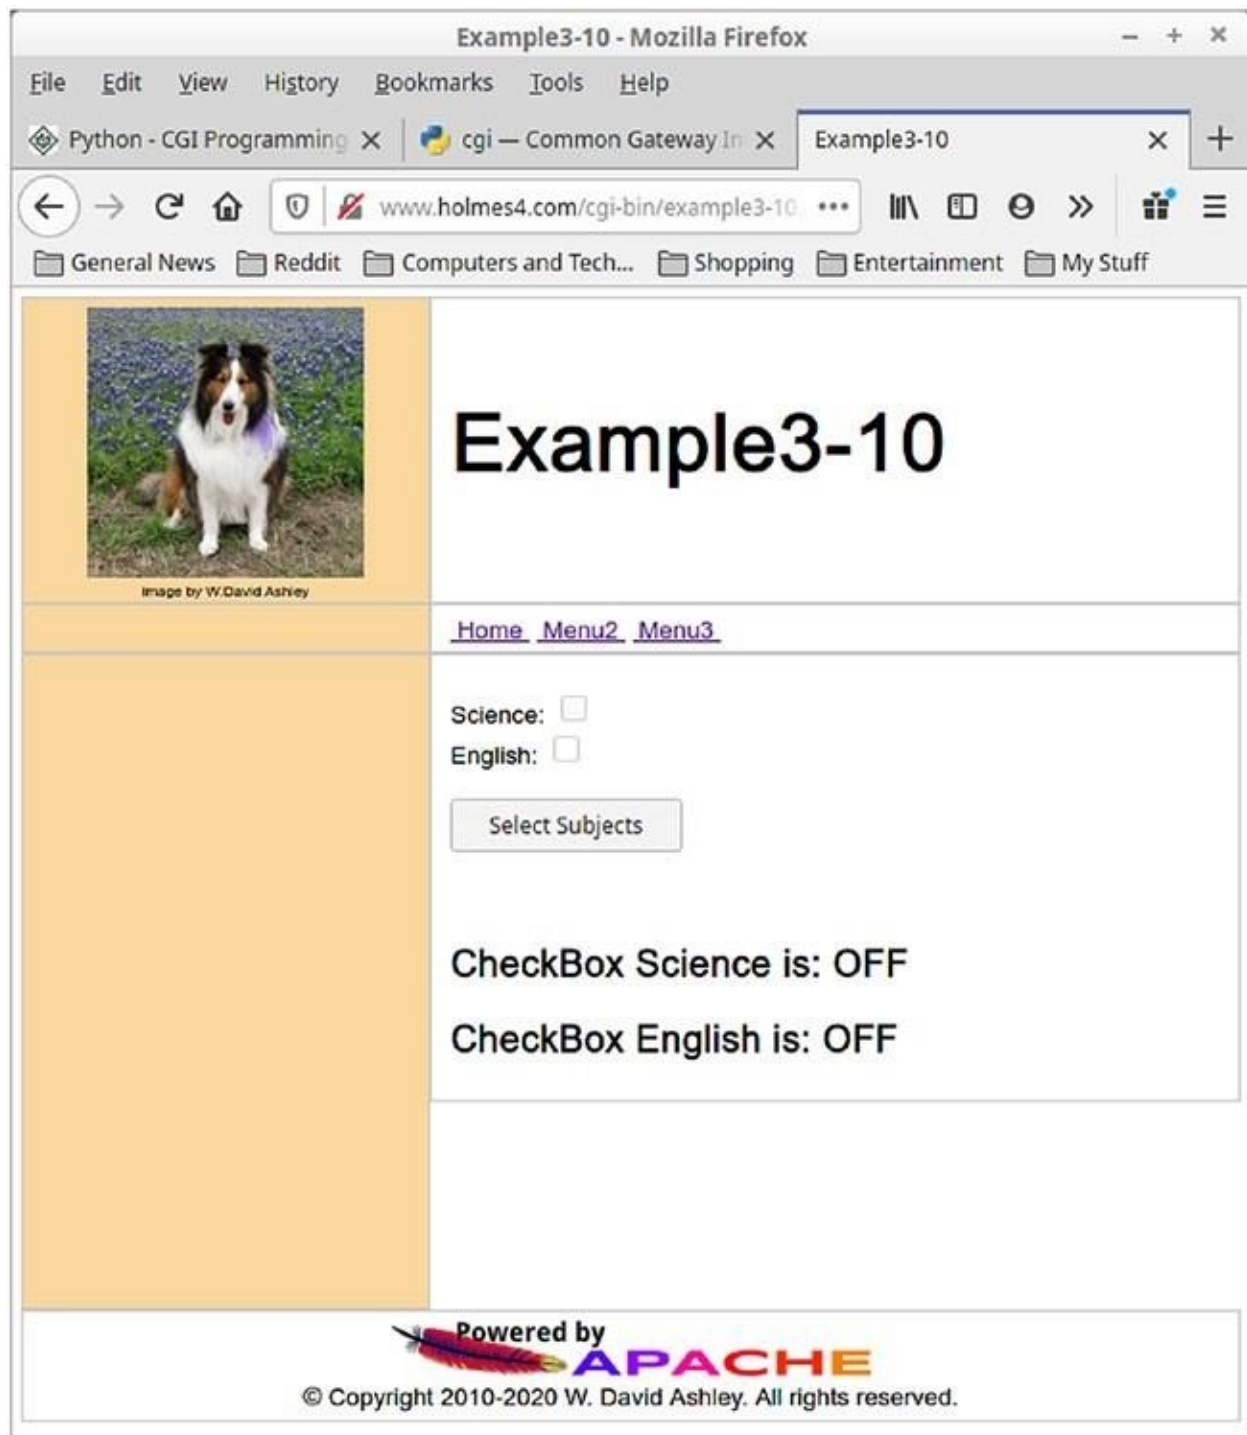 Example3-10 - Mozilla Firefox
File Edit View History Bookmarks Tools Help
Python - CGI Programming cgi — Common Gateway In Example3-10
www.holmes4.com/cgi-bin/example3-10
General News Reddit Computers and Tech... Shopping Entertainment My Stuff
Example3-10
Image by W.David Ashley
Home Menu2 Menu3
Science:
English:
Select Subjects
CheckBox Science is: OFF
CheckBox English is: OFF
Powered by
APACHE
© Copyright 2010-2020 W. David Ashley. All rights reserved.